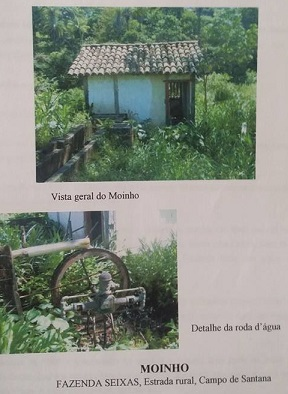 Vista geral do Moinho
Detalhe da roda d'água
MOINHO
FAZENDA SEIXAS, Estrada rural, Campo de Santana